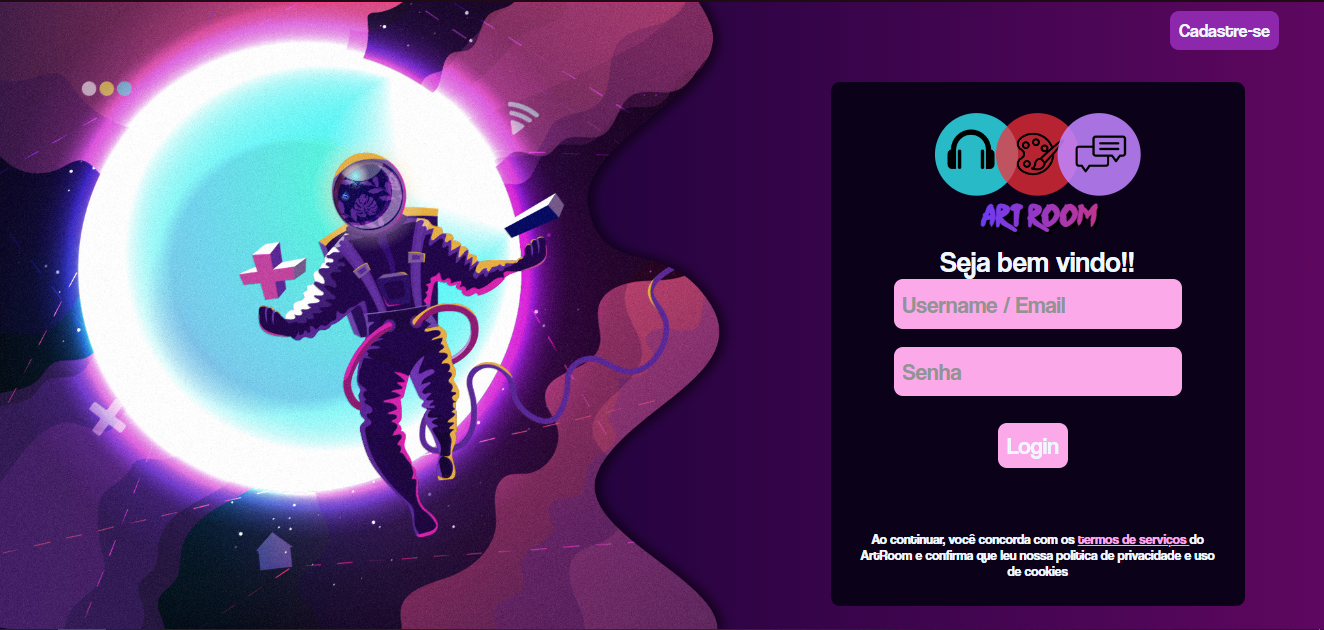 Cadastre-se
ART ROOM
Seja bem vindo!!
Username / Email
Senha
Login
Ao continuar, você concorda com os termos de serviços do
ArtRoom e confirma que leu nossa politica de privacidade e uso
de cookies